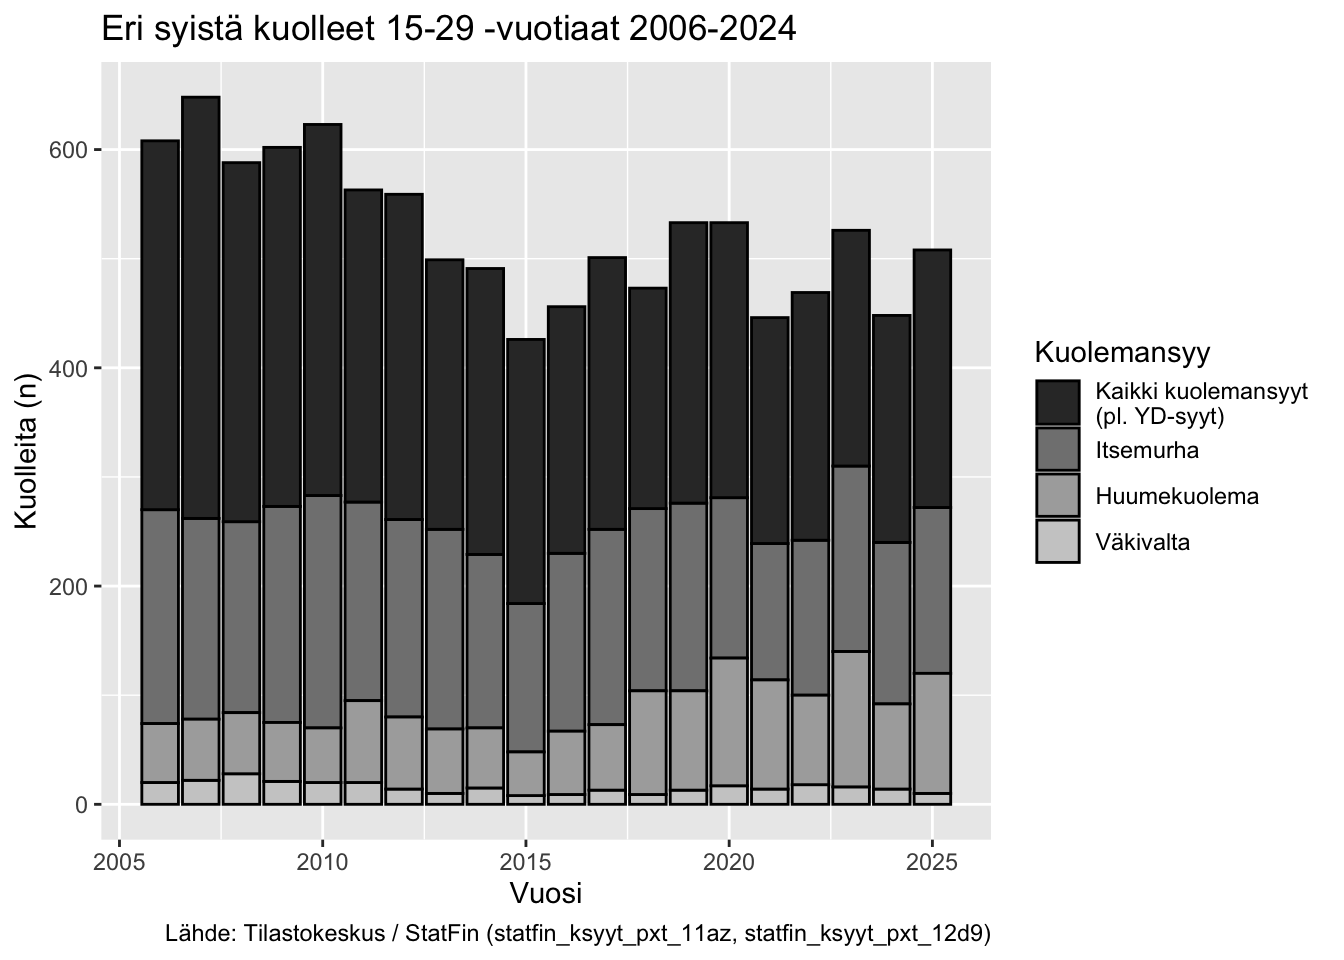 Eri syistä kuolleet 15-29 -vuotiaat 2006-2024
Kuolleita (n)
600
400
200
0
2005
2010
2015
2020
2025
Vuosi
Kuolemansyy
Kaikki kuolemansyyt
(pl. YD-syyt)
Itsemurha
Huumekuolema
Väkivalta
Lähde: Tilastokeskus / StatFin (statfin_ksyyt_pxt_11az, statfin_ksyyt_pxt_12d9)